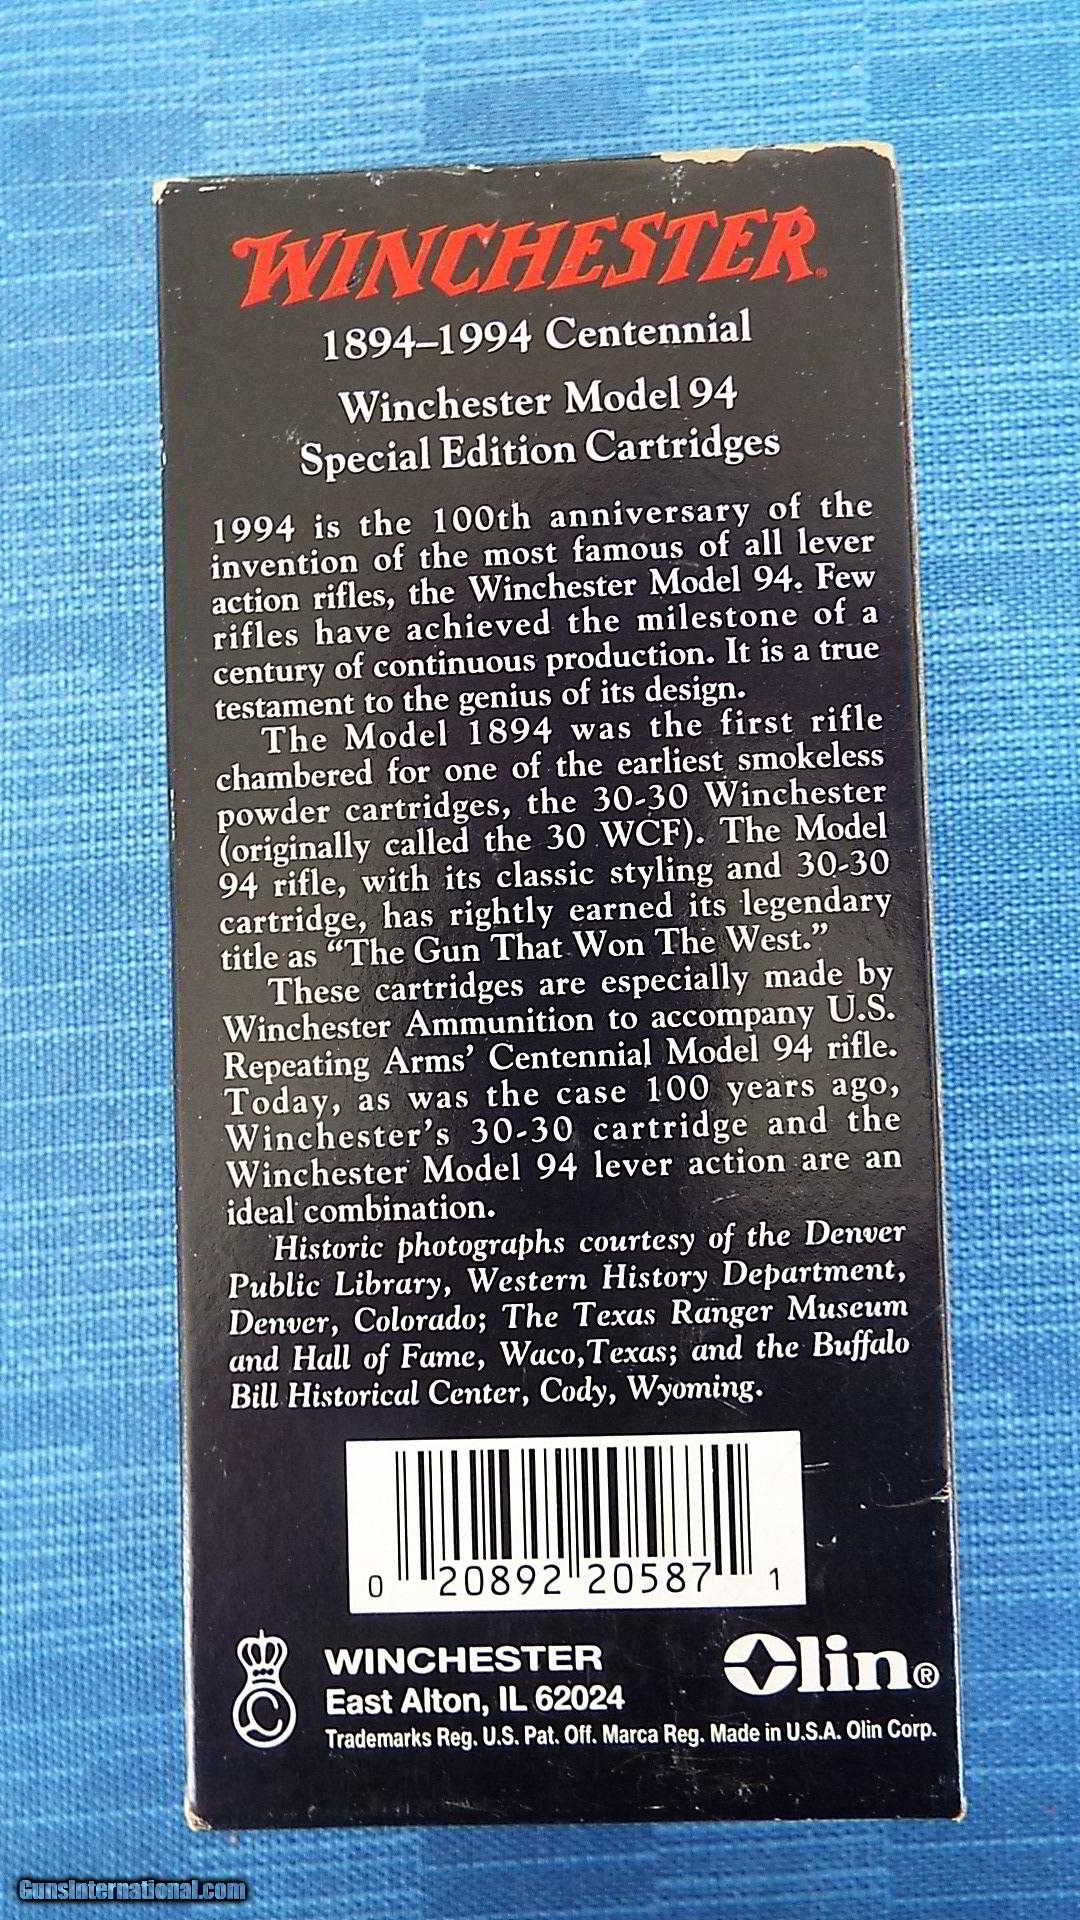 WINCHESTER®
1894–1994 Centennial
Winchester Model 94
Special Edition Cartridges
1994 is the 100th anniversary of the
invention of the most famous of all lever
action rifles, the Winchester Model 94. Few
rifles have achieved the milestone of a
century of continuous production. It is a true
testament to the genius of its design.
The Model 1894 was the first rifle
chambered for one of the earliest smokeless
powder cartridges, the 30-30 Winchester
(originally called the 30 WCF). The Model
94 rifle, with its classic styling and 30-30
cartridge, has rightly earned its legendary
title as “The Gun That Won The West.”
These cartridges are especially made by
Winchester Ammunition to accompany U.S.
Repeating Arms’ Centennial Model 94 rifle.
Today, as was the case 100 years ago,
Winchester’s 30-30 cartridge and the
Winchester Model 94 lever action are an
ideal combination.
Historic photographs courtesy of the Denver
Public Library, Western History Department,
Denver, Colorado; The Texas Ranger Museum
and Hall of Fame, Waco, Texas; and the Buffalo
Bill Historical Center, Cody, Wyoming.
0 20892 20587 1
WINCHESTER
East Alton, IL 62024
Olin®
Trademarks Reg. U.S. Pat. Off. Marca Reg. Made in U.S.A. Olin Corp.
GunsInternational.com